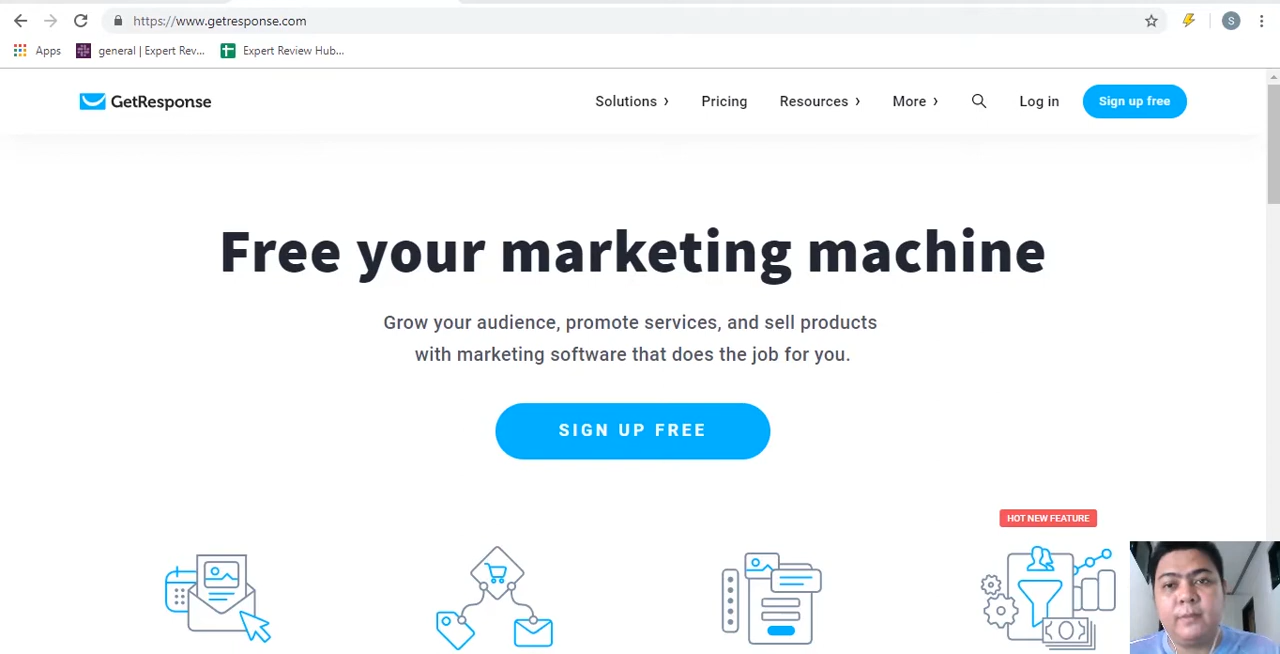 https://www.getresponse.com
S
Apps
general | Expert Rev...
Expert Review Hub...
GetResponse
Solutions ›
Pricing
Resources ›
More ›
Log in
Sign up free
Free your marketing machine
Grow your audience, promote services, and sell products
with marketing software that does the job for you.
SIGN UP FREE
HOT NEW FEATURE